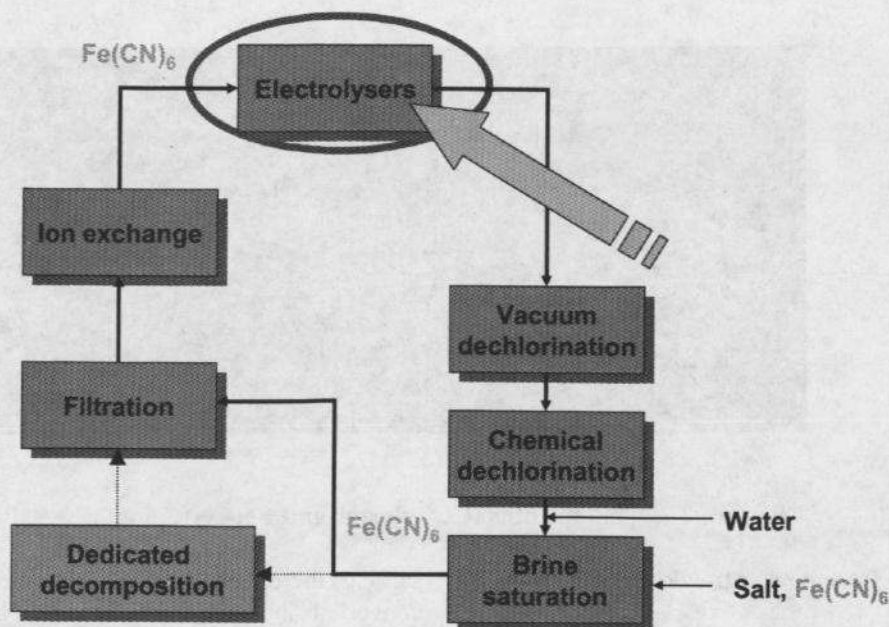 Fe(CN)6
Electrolysers
Ion exchange
Vacuum
dechlorination
Filtration
Chemical
dechlorination
Fe(CN)6
Water
Dedicated
decomposition
Brine
saturation
Salt, Fe(CN)6